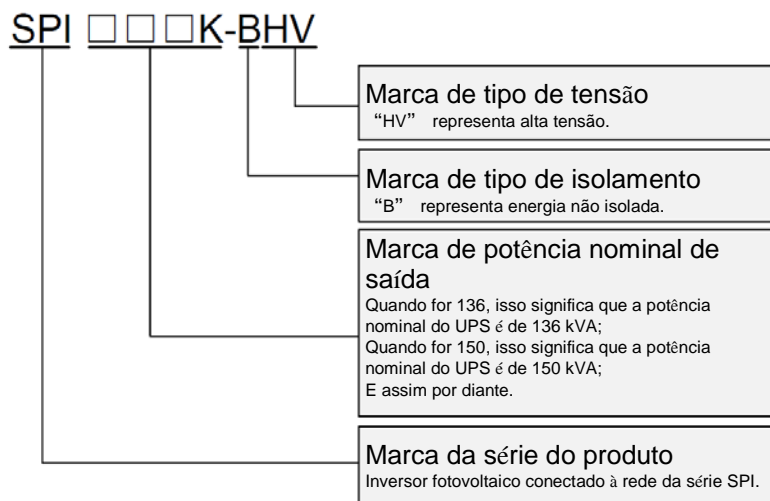 SPI □□□K-BHV
Marca de tipo de tensão
“HV” representa alta tensão.
Marca de tipo de isolamento
“B” representa energia não isolada.
Marca de potência nominal de
saída
Quando for 136, isso significa que a potência
nominal do UPS é de 136 kVA;
Quando for 150, isso significa que a potência
nominal do UPS é de 150 kVA;
E assim por diante.
Marca da série do produto
Inversor fotovoltaico conectado à rede da série SPI.